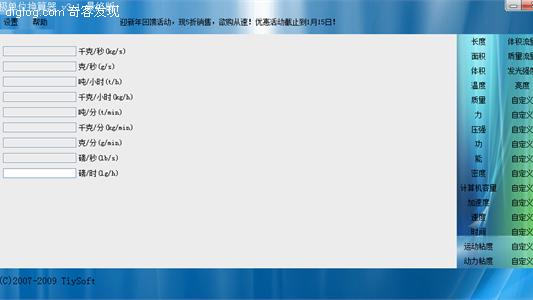 极单位换算器 v3.1 最终版
digfog.com 奇客发现
设置 帮助 迎新年回馈活动，现5折销售，欲购从速！优惠活动截止到1月15日！
千克/秒(kg/s)
克/秒(g/s)
吨/小时(t/h)
千克/小时(kg/h)
吨/分(t/min)
千克/分(kg/min)
克/分(g/min)
磅/秒(lb/s)
磅/时(lg/h)
长度 体积流量
面积 质量流量
体积 发光强度
温度 亮度
质量 自定义
力 自定义
压强 自定义
功 自定义
能 自定义
密度 自定义
计算机容量 自定义
加速度 自定义
速度 自定义
时间 自定义
运动粘度 自定义
动力粘度 自定义
(C)2007-2009 TiySoft